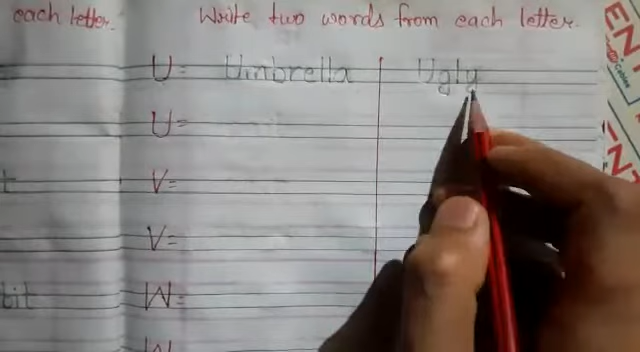 each letter.
Write two words from each letter.
U= Umbrella Ugly
U=
V=
V=
W=
W